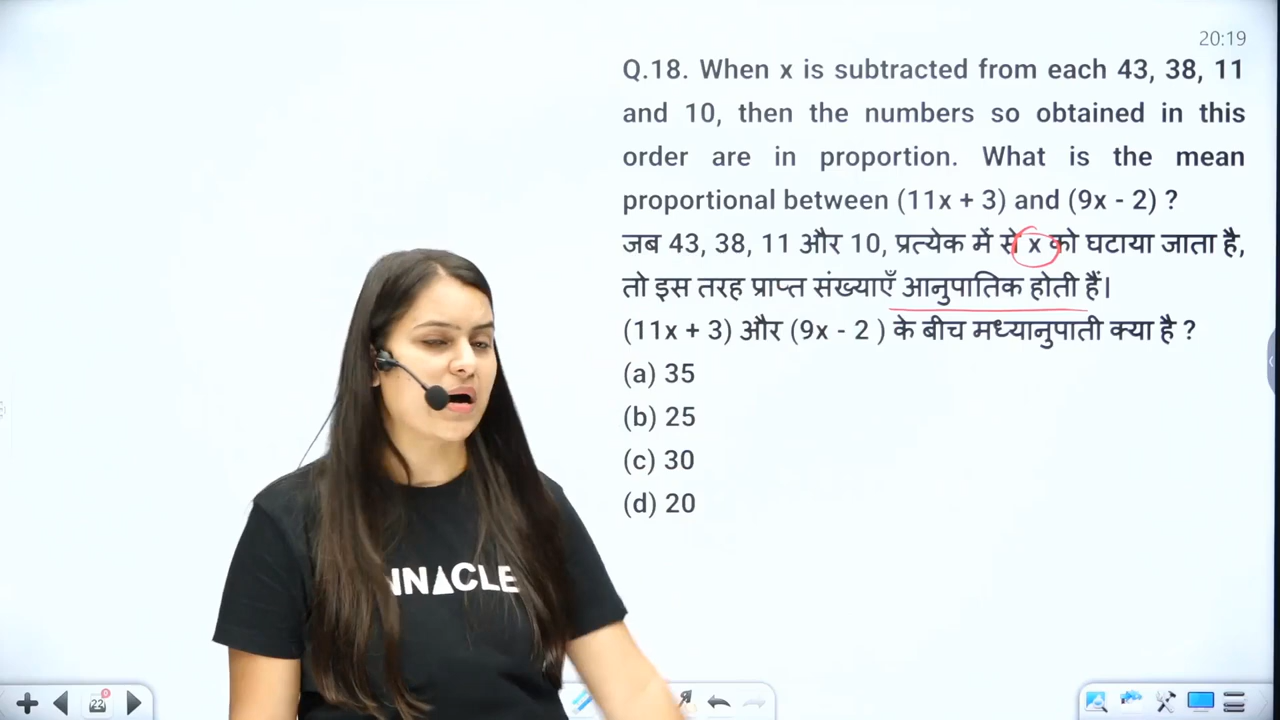 20:19
Q.18. When x is subtracted from each 43, 38, 11
and 10, then the numbers so obtained in this
order are in proportion. What is the mean
proportional between (11x + 3) and (9x - 2) ?
जब 43, 38, 11 और 10, प्रत्येक में से x को घटाया जाता है,
तो इस तरह प्राप्त संख्याएँ आनुपातिक होती हैं।
(11x + 3) और (9x - 2 ) के बीच मध्यानुपाती क्या है ?
(a) 35
(b) 25
(c) 30
(d) 20
NNACLE
22